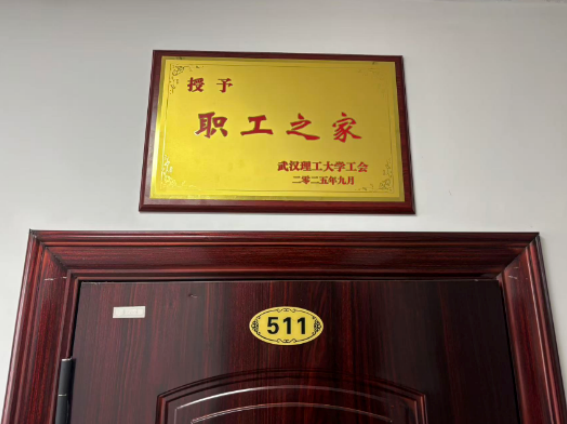 授予
职工之家
武汉理工大学工会
二零二五年九月
511